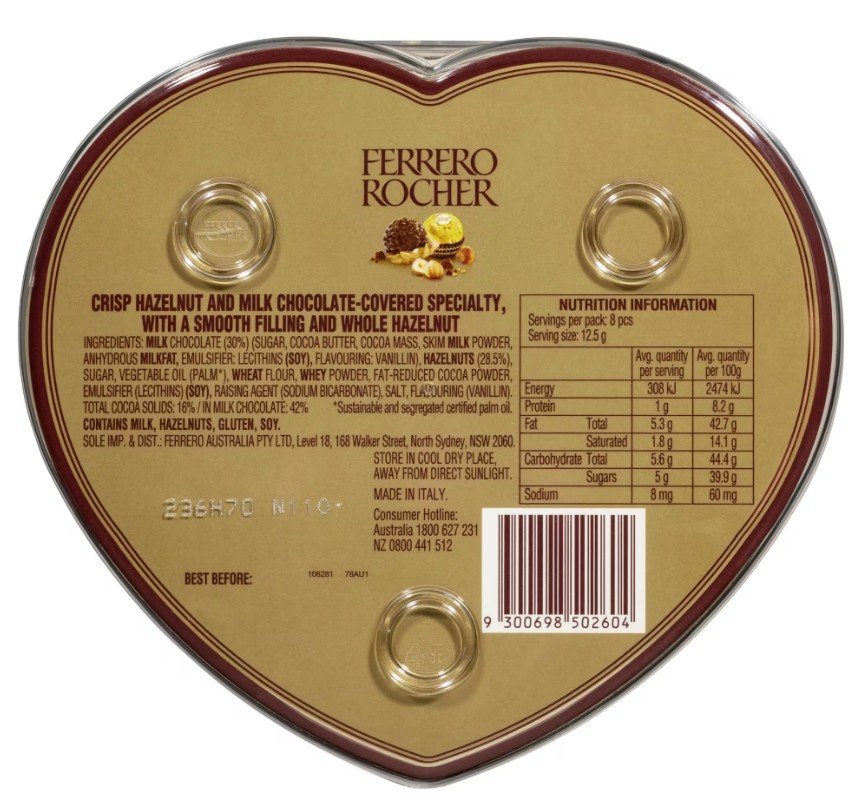 FERRERO
ROCHER
CRISP HAZELNUT AND MILK CHOCOLATE-COVERED SPECIALTY,
WITH A SMOOTH FILLING AND WHOLE HAZELNUT
INGREDIENTS: MILK CHOCOLATE (30%) (SUGAR, COCOA BUTTER, COCOA MASS, SKIM MILK POWDER,
ANHYDROUS MILKFAT, EMULSIFIER: LECITHINS (SOY), FLAVOURING: VANILLIN), HAZELNUTS (28.5%),
SUGAR, VEGETABLE OIL (PALM*), WHEAT FLOUR, WHEY POWDER, FAT-REDUCED COCOA POWDER,
EMULSIFIER (LECITHINS) (SOY), RAISING AGENT (SODIUM BICARBONATE), SALT, FLAVOURING (VANILLIN).
TOTAL COCOA SOLIDS: 16% / IN MILK CHOCOLATE: 42% *Sustainable and segregated certified palm oil.
CONTAINS MILK, HAZELNUTS, GLUTEN, SOY.
SOLE IMP. & DIST.: FERRERO AUSTRALIA PTY LTD, Level 18, 168 Walker Street, North Sydney, NSW 2060.
STORE IN COOL DRY PLACE,
AWAY FROM DIRECT SUNLIGHT.
MADE IN ITALY.
Consumer Hotline:
Australia 1800 627 231
NZ 0800 441 512
236H70 N110-
BEST BEFORE:
106281 78AU1
NUTRITION INFORMATION
Servings per pack: 8 pcs
Serving size: 12.5 g
Avg. quantity per serving Avg. quantity per 100g
Energy 308 kJ 2474 kJ
Protein 1 g 8.2 g
Fat Total 5.3 g 42.7 g
Saturated 1.8 g 14.1 g
Carbohydrate Total 5.6 g 44.4 g
Sugars 5 g 39.9 g
Sodium 8 mg 60 mg
9 300698 502604